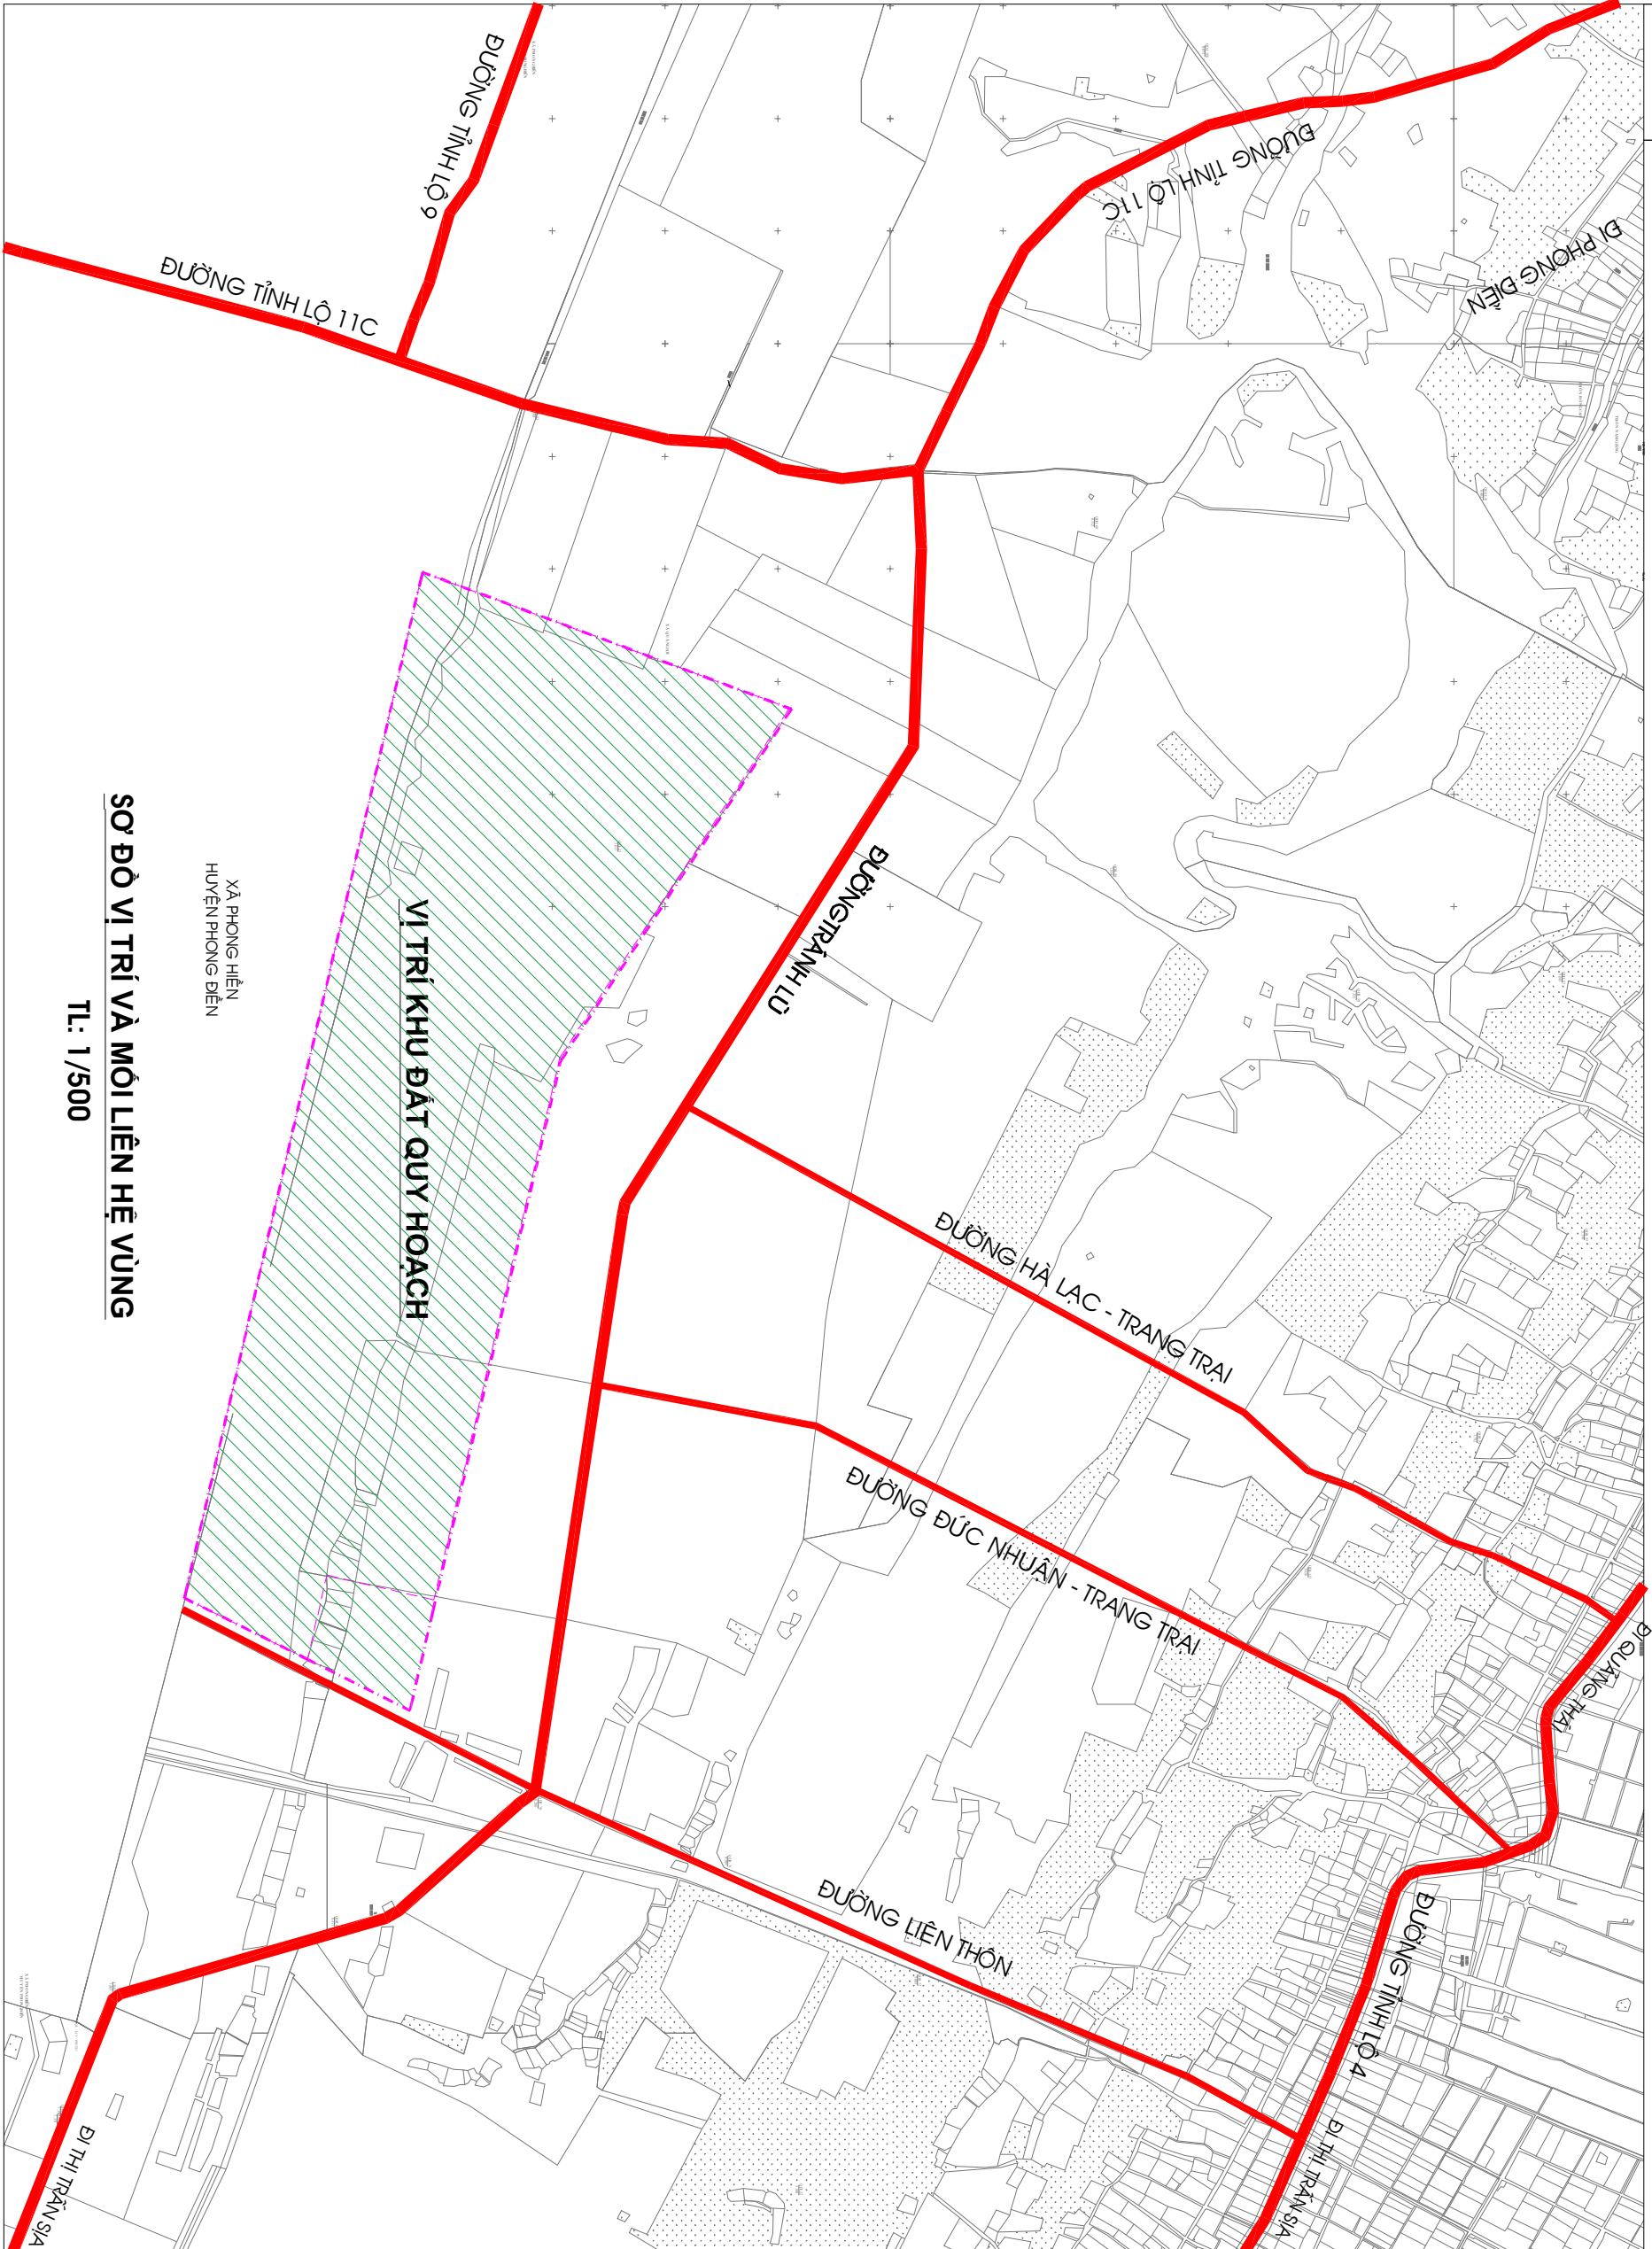 ĐƯỜNG TỈNH LỘ 9
ĐƯỜNG TỈNH LỘ 11C
ĐƯỜNG TỈNH LỘ 11C
ĐI PHONG ĐIỀN
ĐƯỜNG TRÁNH LŨ
VỊ TRÍ KHU ĐẤT QUY HOẠCH
XÃ PHONG HIỀN
HUYỆN PHONG ĐIỀN
ĐƯỜNG HÀ LẠC - TRANG TRẠI
ĐƯỜNG ĐỨC NHUẬN - TRANG TRẠI
ĐI QUẢNG THÁI
ĐƯỜNG LIÊN THÔN
ĐƯỜNG TỈNH LỘ 4
ĐI THỊ TRẤN SỊA
ĐI THỊ TRẤN SỊA
SƠ ĐỒ VỊ TRÍ VÀ MỐI LIÊN HỆ VÙNG
TL: 1/500